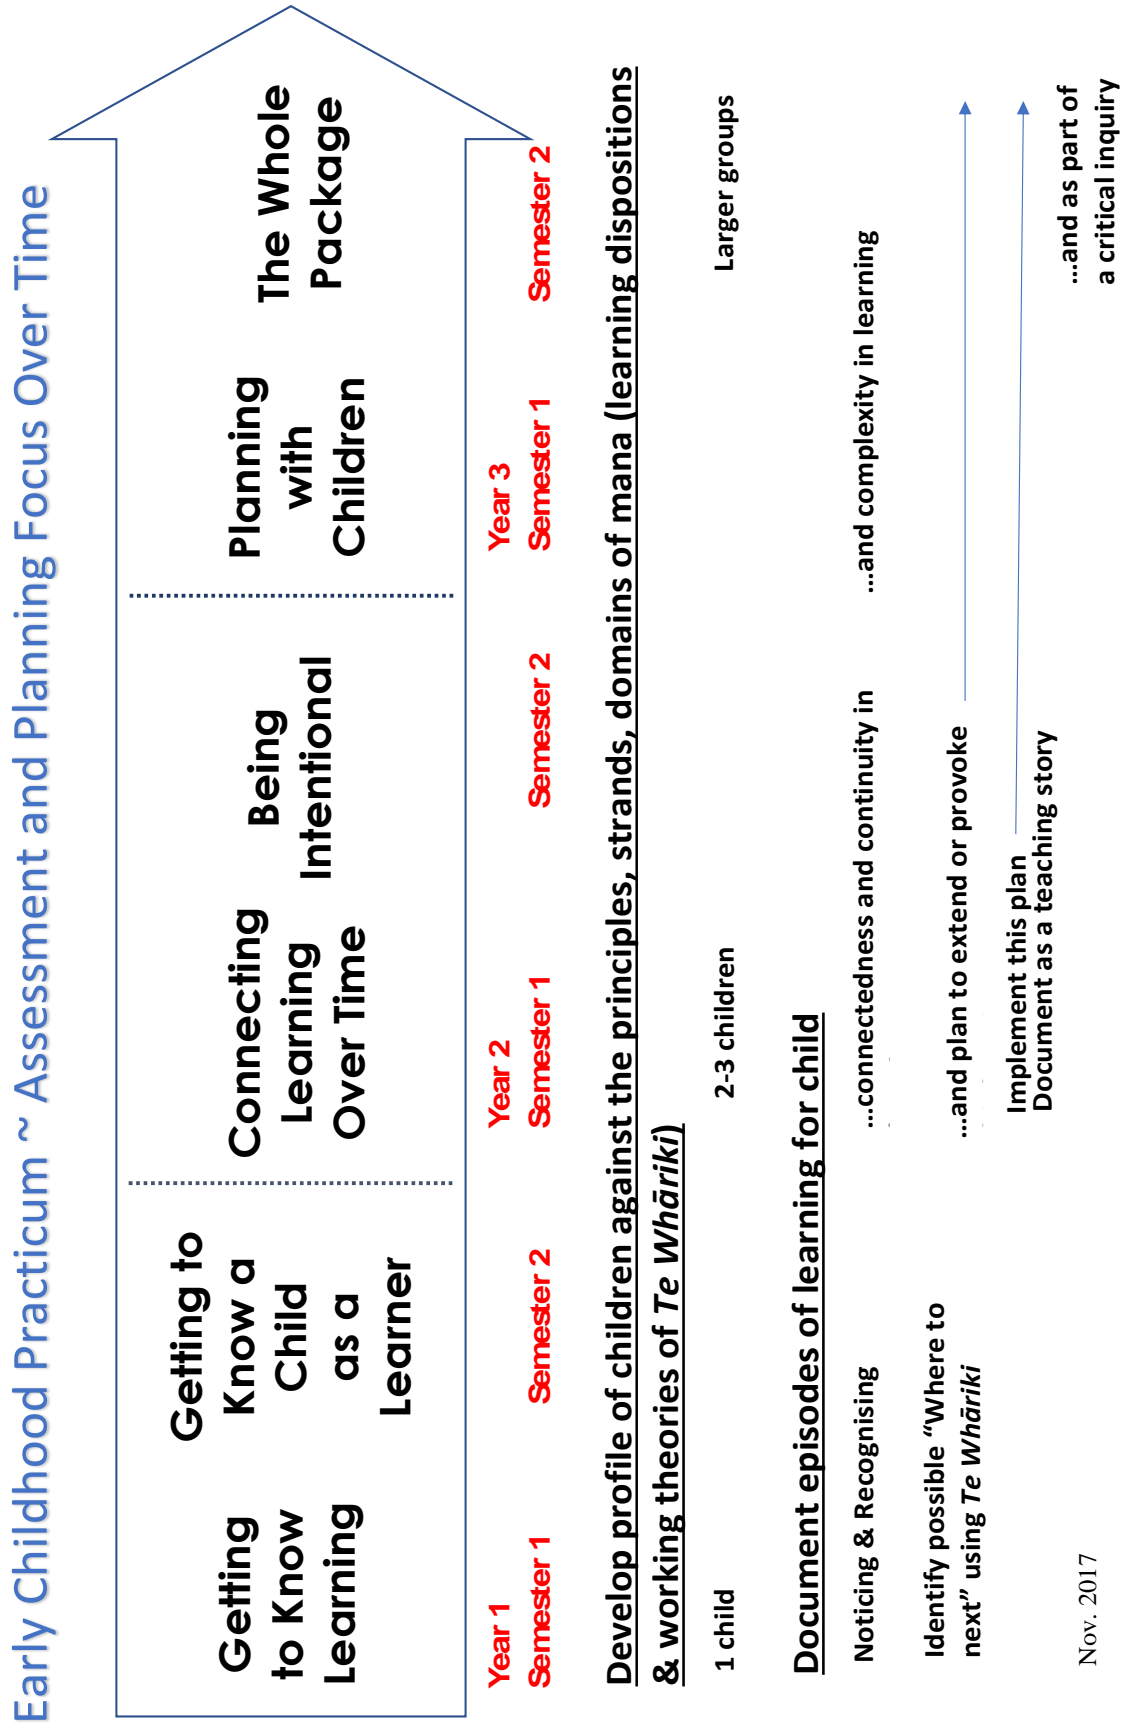 Early Childhood Practicum ~ Assessment and Planning Focus Over Time
Getting
to Know
Learning
Getting to
Know a
Child
as a
Learner
Connecting
Learning
Over Time
Being
Intentional
Planning
with
Children
The Whole
Package
Year 1
Semester 1
Semester 2
Year 2
Semester 1
Semester 2
Year 3
Semester 1
Semester 2
Develop profile of children against the principles, strands, domains of mana (learning dispositions
& working theories of Te Whāriki)
1 child
2-3 children
Larger groups
Document episodes of learning for child
Noticing & Recognising
...connectedness and continuity in
...and complexity in learning
Identify possible “Where to
next” using Te Whāriki
...and plan to extend or provoke
Implement this plan
Document as a teaching story
...and as part of
a critical inquiry
Nov. 2017